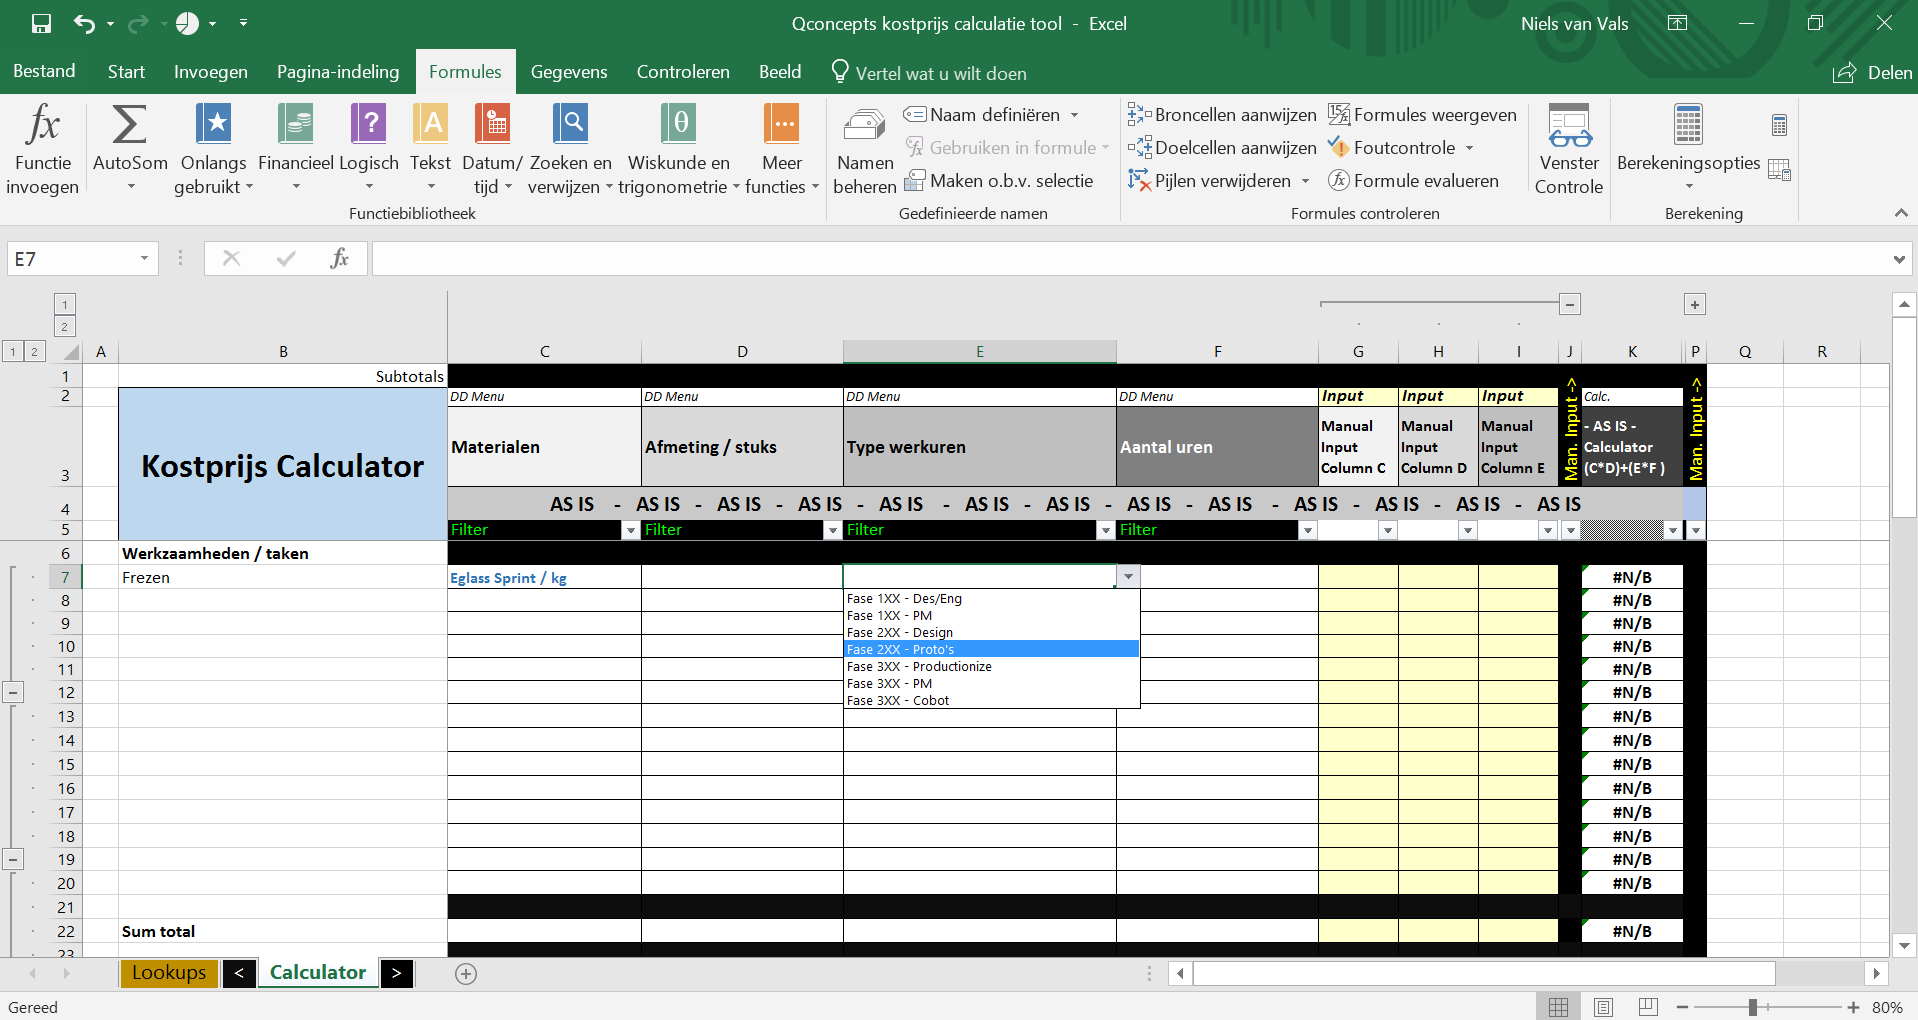 Qconcepts kostprijs calculatie tool - Excel
Niels van Vals
Bestand Start Invoegen Pagina-indeling Formules Gegevens Controleren Beeld Vertel wat u wilt doen Delen
fx Functie invoegen
Σ AutoSom
Onlangs gebruikt
Financieel
? Logisch
A Tekst
Datum/ tijd
Zoeken en verwijzen
θ Wiskunde en trigonometrie
Meer functies
Functiebibliotheek
Namen beheren
Naam definiëren
Gebruiken in formule
Maken o.b.v. selectie
Gedefinieerde namen
Broncellen aanwijzen
Doelcellen aanwijzen
Pijlen verwijderen
Formules weergeven
Foutcontrole
Formule evalueren
Venster Controle
Formules controleren
Berekeningsopties
Berekening
E7 fx
1
2
1 2 A B C D E F G H I J K P Q R
1 Subtotals
2 DD Menu DD Menu DD Menu DD Menu Input Input Input Calc.
3 Kostprijs Calculator Materialen Afmeting / stuks Type werkuren Aantal uren
Manual Input Column C
Manual Input Column D
Manual Input Column E
Man. Input ->
- AS IS - Calculator (C*D)+(E*F )
Man. Input ->
4 AS IS - AS IS - AS IS - AS IS - AS IS - AS IS - AS IS - AS IS - AS IS - AS IS - AS IS - AS IS
5 Filter Filter Filter Filter
6 Werkzaamheden / taken
7 Frezen Eglass Sprint / kg #N/B
Fase 1XX - Des/Eng
Fase 1XX - PM
Fase 2XX - Design
Fase 2XX - Proto's
Fase 3XX - Productionize
Fase 3XX - PM
Fase 3XX - Cobot
8 #N/B
9 #N/B
10 #N/B
11 #N/B
12 #N/B
13 #N/B
14 #N/B
15 #N/B
16 #N/B
17 #N/B
18 #N/B
19 #N/B
20 #N/B
21
22 Sum total #N/B
23
Lookups < Calculator >
Gereed 80%